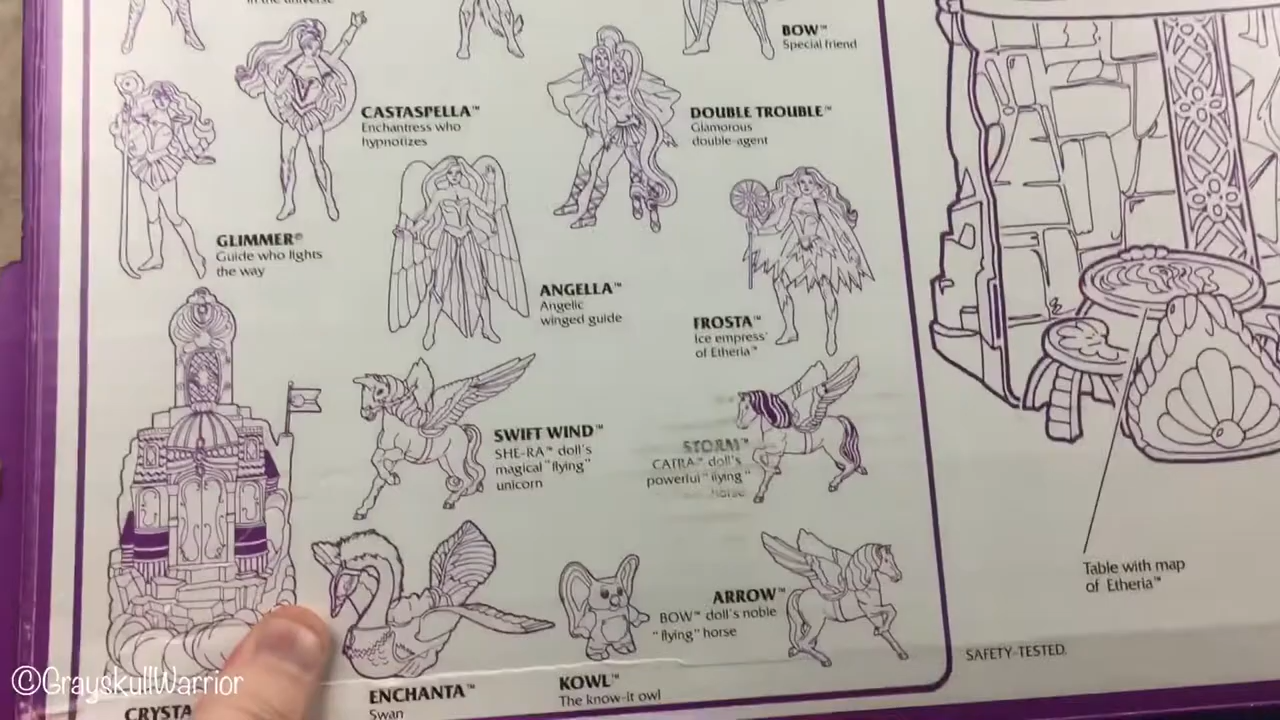 in the universe
BOW™
Special friend
CASTASPELLA™
Enchantress who
hypnotizes
DOUBLE TROUBLE™
Glamorous
double-agent
GLIMMER®
Guide who lights
the way
ANGELLA™
Angelic
winged guide
FROSTA™
Ice empress
of Etheria™
SWIFT WIND™
SHE-RA™ doll's
magical "flying"
unicorn
STORM™
CATRA™ doll's
powerful "flying"
horse
Table with map
of Etheria™
ARROW™
BOW™ doll's noble
"flying" horse
SAFETY-TESTED.
ENCHANTA™
Swan
KOWL™
The know-it owl
©GrayskullWarrior